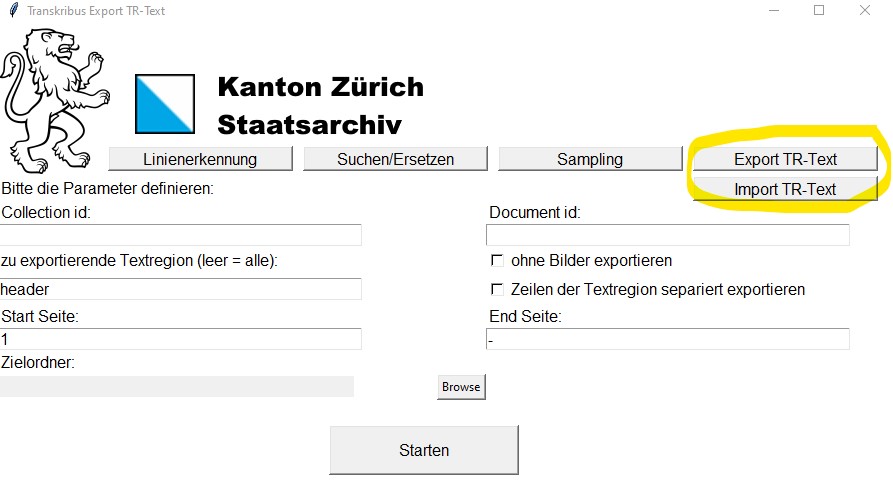 Transkribus Export TR-Text
Kanton Zürich
Staatsarchiv
Linienerkennung Suchen/Ersetzen Sampling Export TR-Text
Import TR-Text
Bitte die Parameter definieren:
Collection id: Document id:
zu exportierende Textregion (leer = alle): ohne Bilder exportieren
header Zeilen der Textregion separiert exportieren
Start Seite: End Seite:
1 -
Zielordner:
Browse
Starten